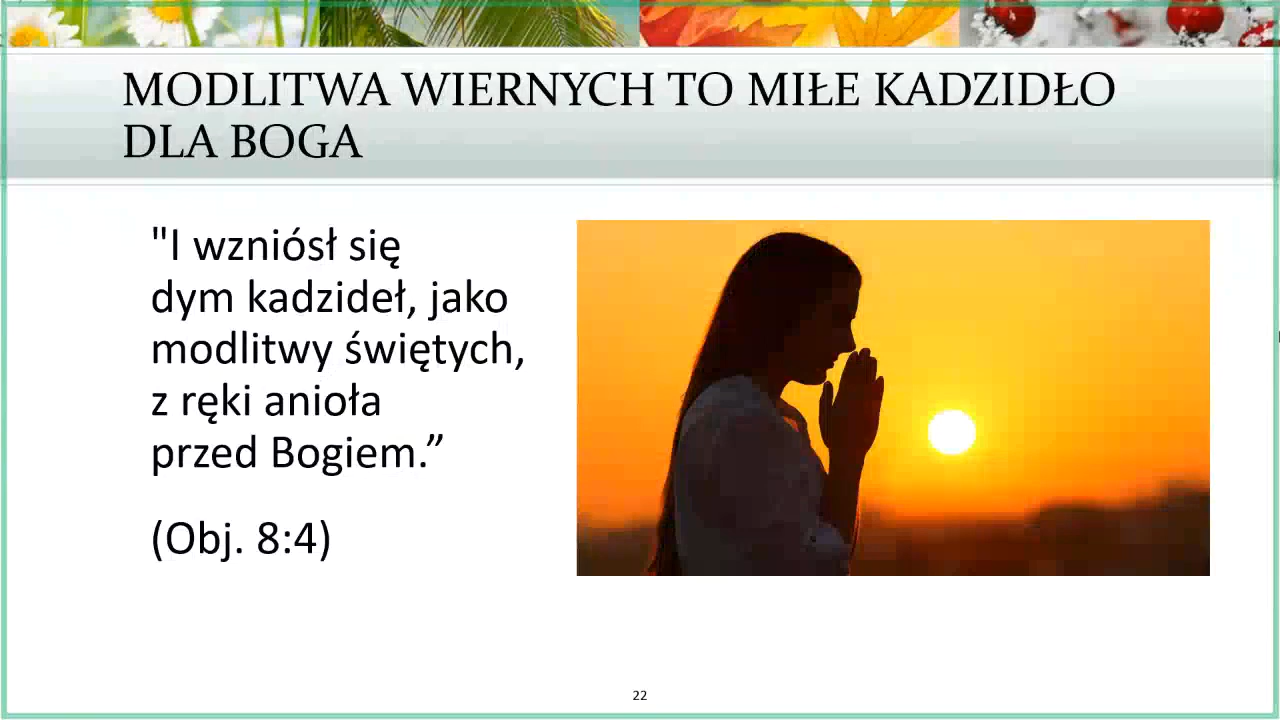 MODLITWA WIERNYCH TO MIŁE KADZIDŁO
DLA BOGA
"I wzniósł się
dym kadzideł, jako
modlitwy świętych,
z ręki anioła
przed Bogiem.”
(Obj. 8:4)
22